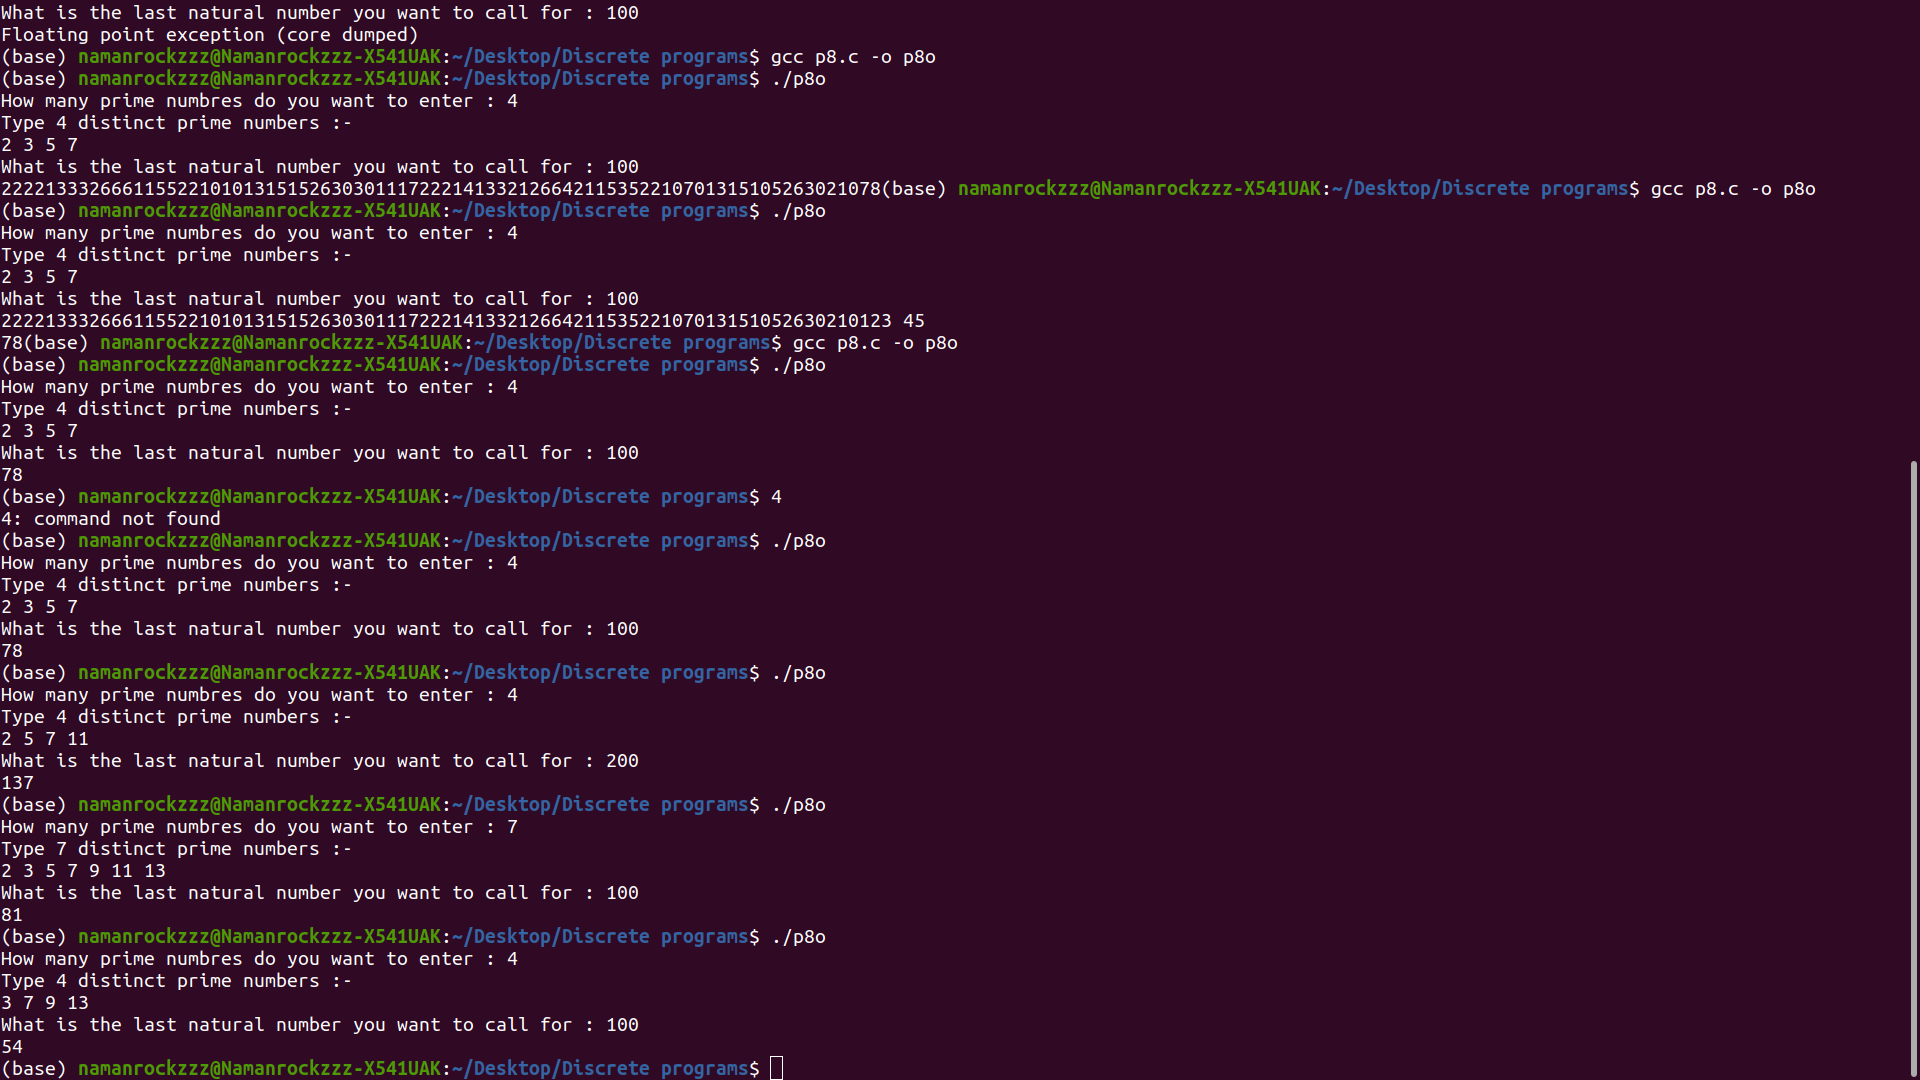 What is the last natural number you want to call for : 100
Floating point exception (core dumped)
(base) namanrockzzz@Namanrockzzz-X541UAK:~/Desktop/Discrete programs$ gcc p8.c -o p8o
(base) namanrockzzz@Namanrockzzz-X541UAK:~/Desktop/Discrete programs$ ./p8o
How many prime numbres do you want to enter : 4
Type 4 distinct prime numbers :-
2 3 5 7
What is the last natural number you want to call for : 100
22221333266611552210101315152630301117222141332126642115352210701315105263021078(base) namanrockzzz@Namanrockzzz-X541UAK:~/Desktop/Discrete programs$ gcc p8.c -o p8o
(base) namanrockzzz@Namanrockzzz-X541UAK:~/Desktop/Discrete programs$ ./p8o
How many prime numbres do you want to enter : 4
Type 4 distinct prime numbers :-
2 3 5 7
What is the last natural number you want to call for : 100
222213332666115522101013151526303011172221413321266421153522107013151052630210123 45
78(base) namanrockzzz@Namanrockzzz-X541UAK:~/Desktop/Discrete programs$ gcc p8.c -o p8o
(base) namanrockzzz@Namanrockzzz-X541UAK:~/Desktop/Discrete programs$ ./p8o
How many prime numbres do you want to enter : 4
Type 4 distinct prime numbers :-
2 3 5 7
What is the last natural number you want to call for : 100
78
(base) namanrockzzz@Namanrockzzz-X541UAK:~/Desktop/Discrete programs$ 4
4: command not found
(base) namanrockzzz@Namanrockzzz-X541UAK:~/Desktop/Discrete programs$ ./p8o
How many prime numbres do you want to enter : 4
Type 4 distinct prime numbers :-
2 3 5 7
What is the last natural number you want to call for : 100
78
(base) namanrockzzz@Namanrockzzz-X541UAK:~/Desktop/Discrete programs$ ./p8o
How many prime numbres do you want to enter : 4
Type 4 distinct prime numbers :-
2 5 7 11
What is the last natural number you want to call for : 200
137
(base) namanrockzzz@Namanrockzzz-X541UAK:~/Desktop/Discrete programs$ ./p8o
How many prime numbres do you want to enter : 7
Type 7 distinct prime numbers :-
2 3 5 7 9 11 13
What is the last natural number you want to call for : 100
81
(base) namanrockzzz@Namanrockzzz-X541UAK:~/Desktop/Discrete programs$ ./p8o
How many prime numbres do you want to enter : 4
Type 4 distinct prime numbers :-
3 7 9 13
What is the last natural number you want to call for : 100
54
(base) namanrockzzz@Namanrockzzz-X541UAK:~/Desktop/Discrete programs$